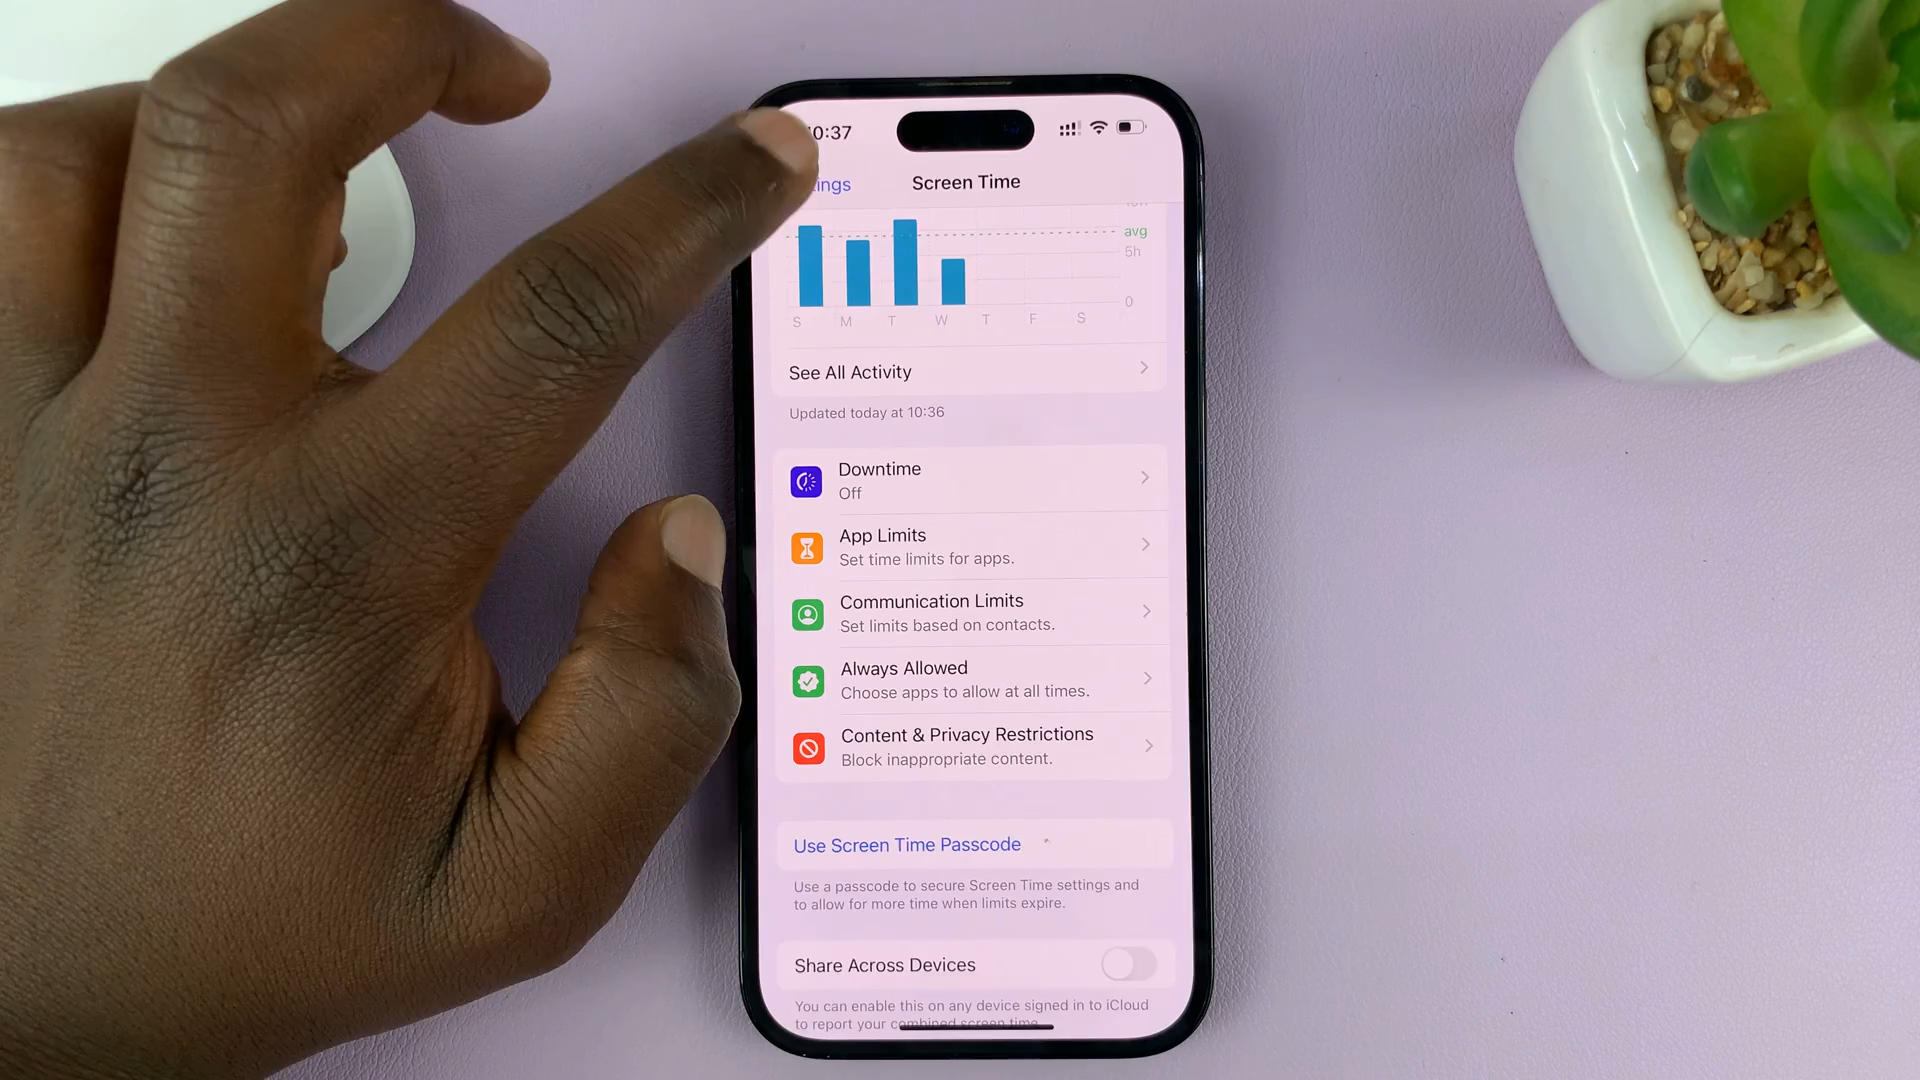 0:37
ings
Screen Time
avg
5h
0
S M T W T F S
See All Activity
Updated today at 10:36
Downtime
Off
App Limits
Set time limits for apps.
Communication Limits
Set limits based on contacts.
Always Allowed
Choose apps to allow at all times.
Content & Privacy Restrictions
Block inappropriate content.
Use Screen Time Passcode
Use a passcode to secure Screen Time settings and
to allow for more time when limits expire.
Share Across Devices
You can enable this on any device signed in to iCloud
to report your combined screen time.